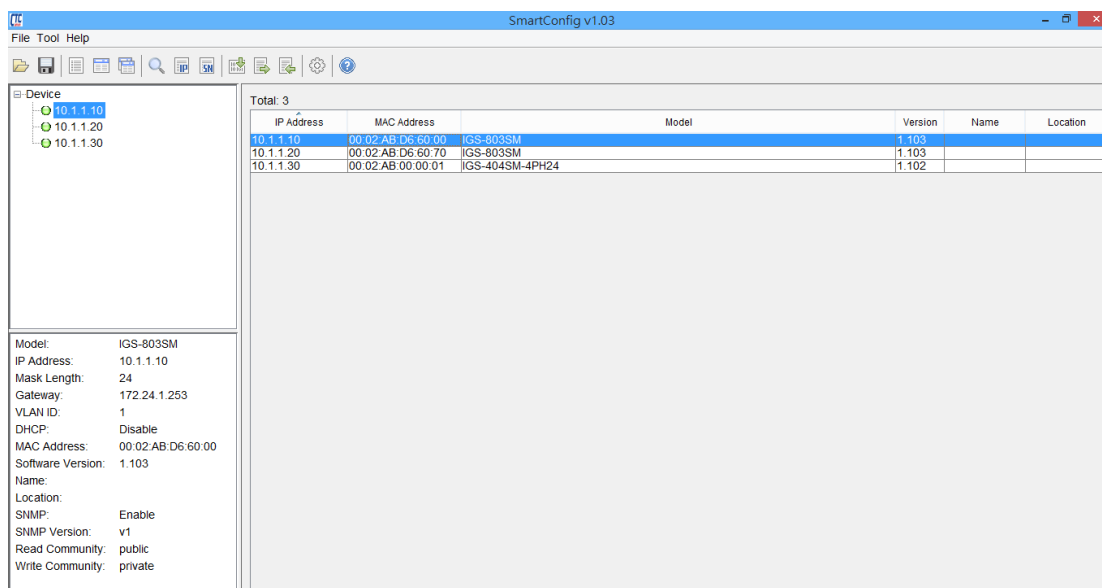 CTC
SmartConfig v1.03
File Tool Help
IP SN
Device
10.1.1.10
10.1.1.20
10.1.1.30
Total: 3
IP Address MAC Address Model Version Name Location
10.1.1.10 00:02:AB:D6:60:00 IGS-803SM 1.103
10.1.1.20 00:02:AB:D6:60:70 IGS-803SM 1.103
10.1.1.30 00:02:AB:00:00:01 IGS-404SM-4PH24 1.102
Model: IGS-803SM
IP Address: 10.1.1.10
Mask Length: 24
Gateway: 172.24.1.253
VLAN ID: 1
DHCP: Disable
MAC Address: 00:02:AB:D6:60:00
Software Version: 1.103
Name:
Location:
SNMP: Enable
SNMP Version: v1
Read Community: public
Write Community: private